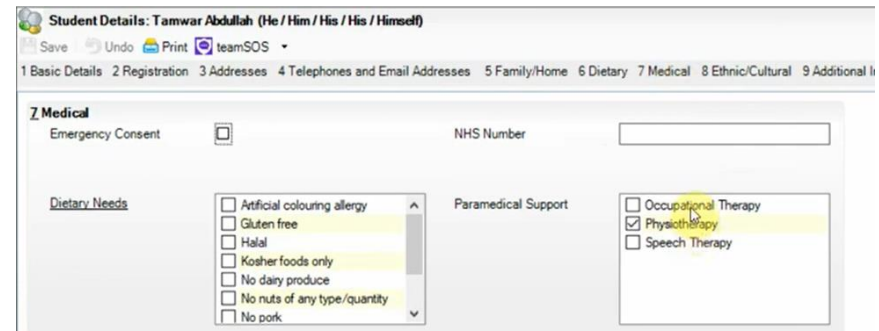 Student Details: Tamwar Abdullah (He / Him / His / His / Himself)
Save Undo Print teamSOS
1 Basic Details 2 Registration 3 Addresses 4 Telephones and Email Addresses 5 Family/Home 6 Dietary 7 Medical 8 Ethnic/Cultural 9 Additional
7 Medical
Emergency Consent NHS Number
Dietary Needs Artificial colouring allergy Paramedical Support Occupational Therapy
Gluten free Physiotherapy
Halal Speech Therapy
Kosher foods only
No dairy produce
No nuts of any type/quantity
No pork